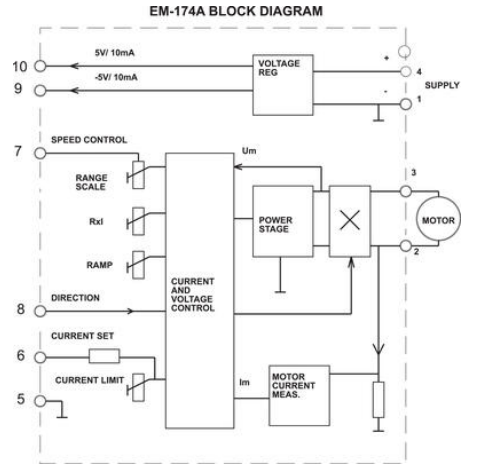 EM-174A BLOCK DIAGRAM
5V/ 10mA
10
-5V/ 10mA
9
VOLTAGE
REG
+
4
-
1
SUPPLY
SPEED CONTROL
7
RANGE
SCALE
RxI
RAMP
DIRECTION
8
CURRENT SET
6
CURRENT LIMIT
5
CURRENT
AND
VOLTAGE
CONTROL
Um
POWER
STAGE
3
MOTOR
2
Im
MOTOR
CURRENT
MEAS.